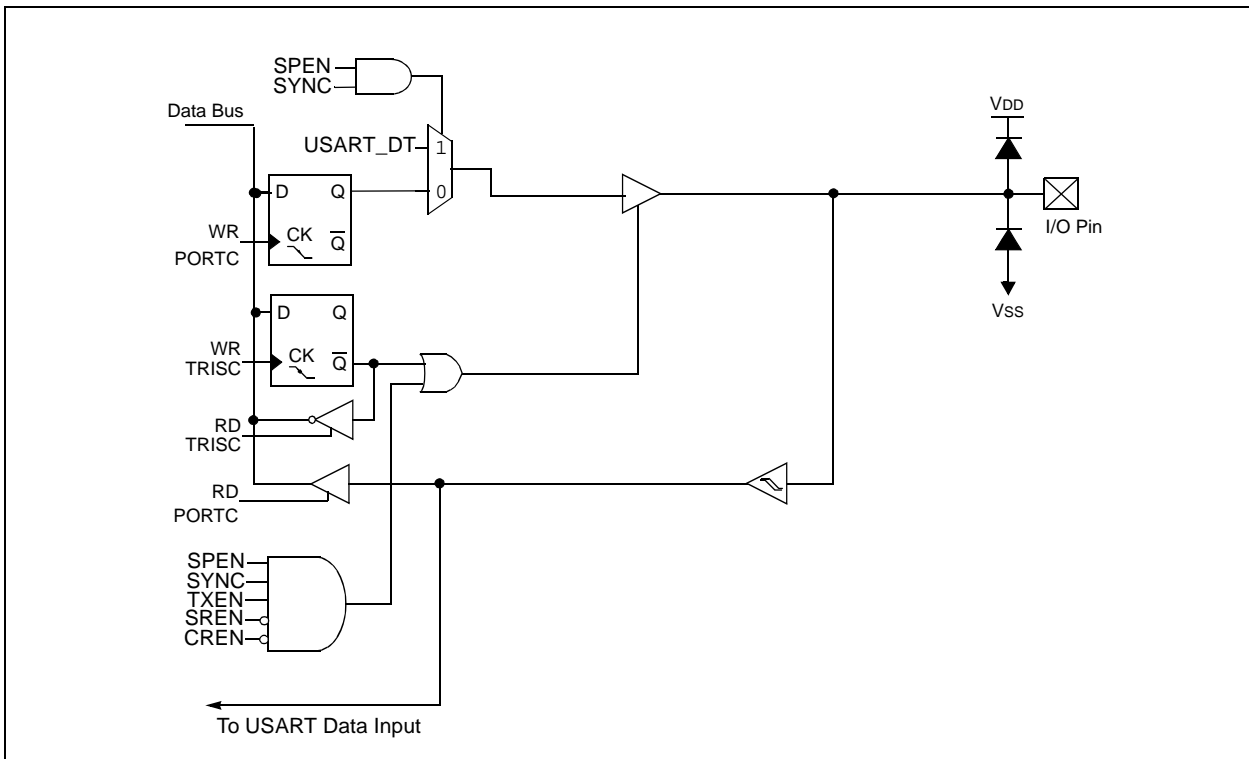 SPEN
SYNC
Data Bus
VDD
USART_DT
1
D
Q
0
I/O Pin
WR
PORTC
CK
Q
VSS
D
Q
WR
TRISC
CK
Q
RD
TRISC
RD
PORTC
SPEN
SYNC
TXEN
SREN
CREN
To USART Data Input